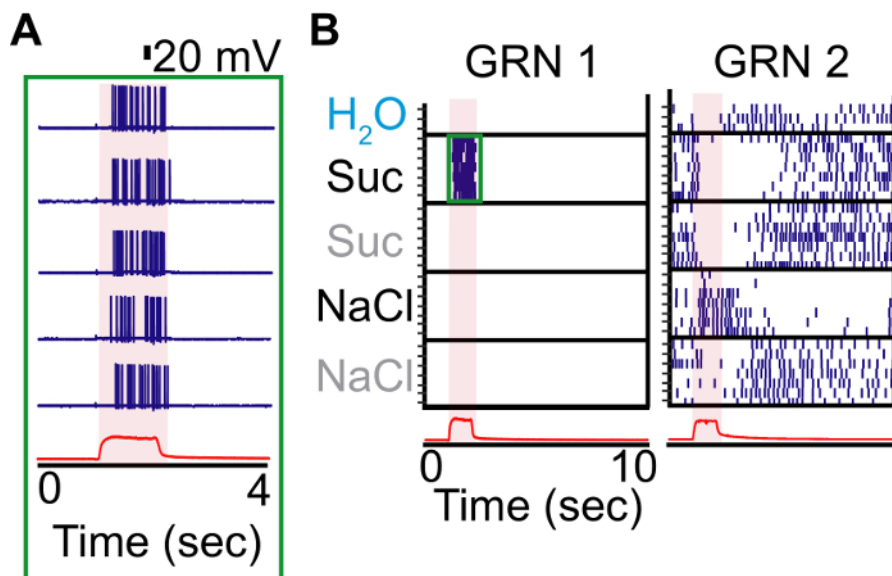 A
20 mV
0
4
Time (sec)
B
GRN 1
GRN 2
H₂O
Suc
Suc
NaCl
NaCl
0
10
Time (sec)